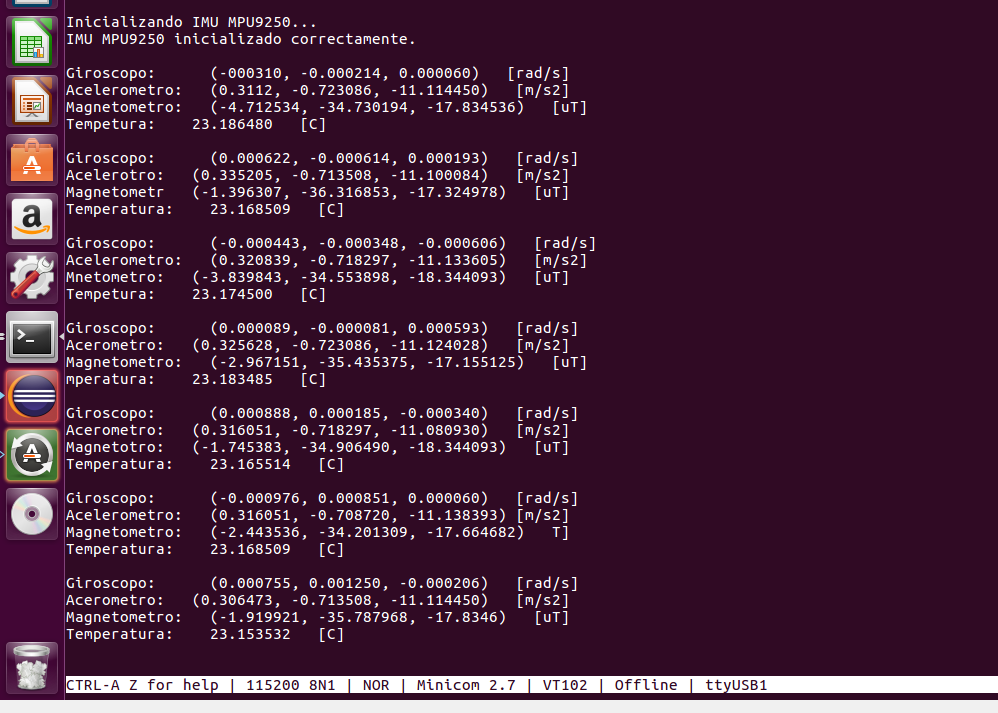 Inicializando IMU MPU9250...
IMU MPU9250 inicializado correctamente.
Giroscopo: (-000310, -0.000214, 0.000060) [rad/s]
Acelerometro: (0.3112, -0.723086, -11.114450) [m/s2]
Magnetometro: (-4.712534, -34.730194, -17.834536) [uT]
Tempetura: 23.186480 [C]
Giroscopo: (0.000622, -0.000614, 0.000193) [rad/s]
Acelerotro: (0.335205, -0.713508, -11.100084) [m/s2]
Magnetometr (-1.396307, -36.316853, -17.324978) [uT]
Temperatura: 23.168509 [C]
Giroscopo: (-0.000443, -0.000348, -0.000606) [rad/s]
Acelerometro: (0.320839, -0.718297, -11.133605) [m/s2]
Mnetometro: (-3.839843, -34.553898, -18.344093) [uT]
Tempetura: 23.174500 [C]
Giroscopo: (0.000089, -0.000081, 0.000593) [rad/s]
Acerometro: (0.325628, -0.723086, -11.124028) [m/s2]
Magnetometro: (-2.967151, -35.435375, -17.155125) [uT]
mperatura: 23.183485 [C]
Giroscopo: (0.000888, 0.000185, -0.000340) [rad/s]
Acerometro: (0.316051, -0.718297, -11.080930) [m/s2]
Magnetotro: (-1.745383, -34.906490, -18.344093) [uT]
Temperatura: 23.165514 [C]
Giroscopo: (-0.000976, 0.000851, 0.000060) [rad/s]
Acelerometro: (0.316051, -0.708720, -11.138393) [m/s2]
Magnetometro: (-2.443536, -34.201309, -17.664682) T]
Temperatura: 23.168509 [C]
Giroscopo: (0.000755, 0.001250, -0.000206) [rad/s]
Acerometro: (0.306473, -0.713508, -11.114450) [m/s2]
Magnetometro: (-1.919921, -35.787968, -17.8346) [uT]
Temperatura: 23.153532 [C]
CTRL-A Z for help | 115200 8N1 | NOR | Minicom 2.7 | VT102 | Offline | ttyUSB1